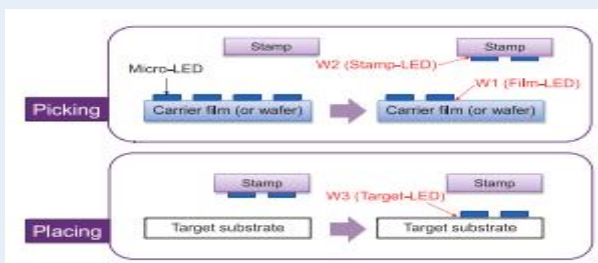 Stamp
Stamp
W2 (Stamp-LED)
Micro-LED
W1 (Film-LED)
Picking
Carrier film (or wafer)
Carrier film (or wafer)
Stamp
Stamp
W3 (Target-LED)
Placing
Target substrate
Target substrate